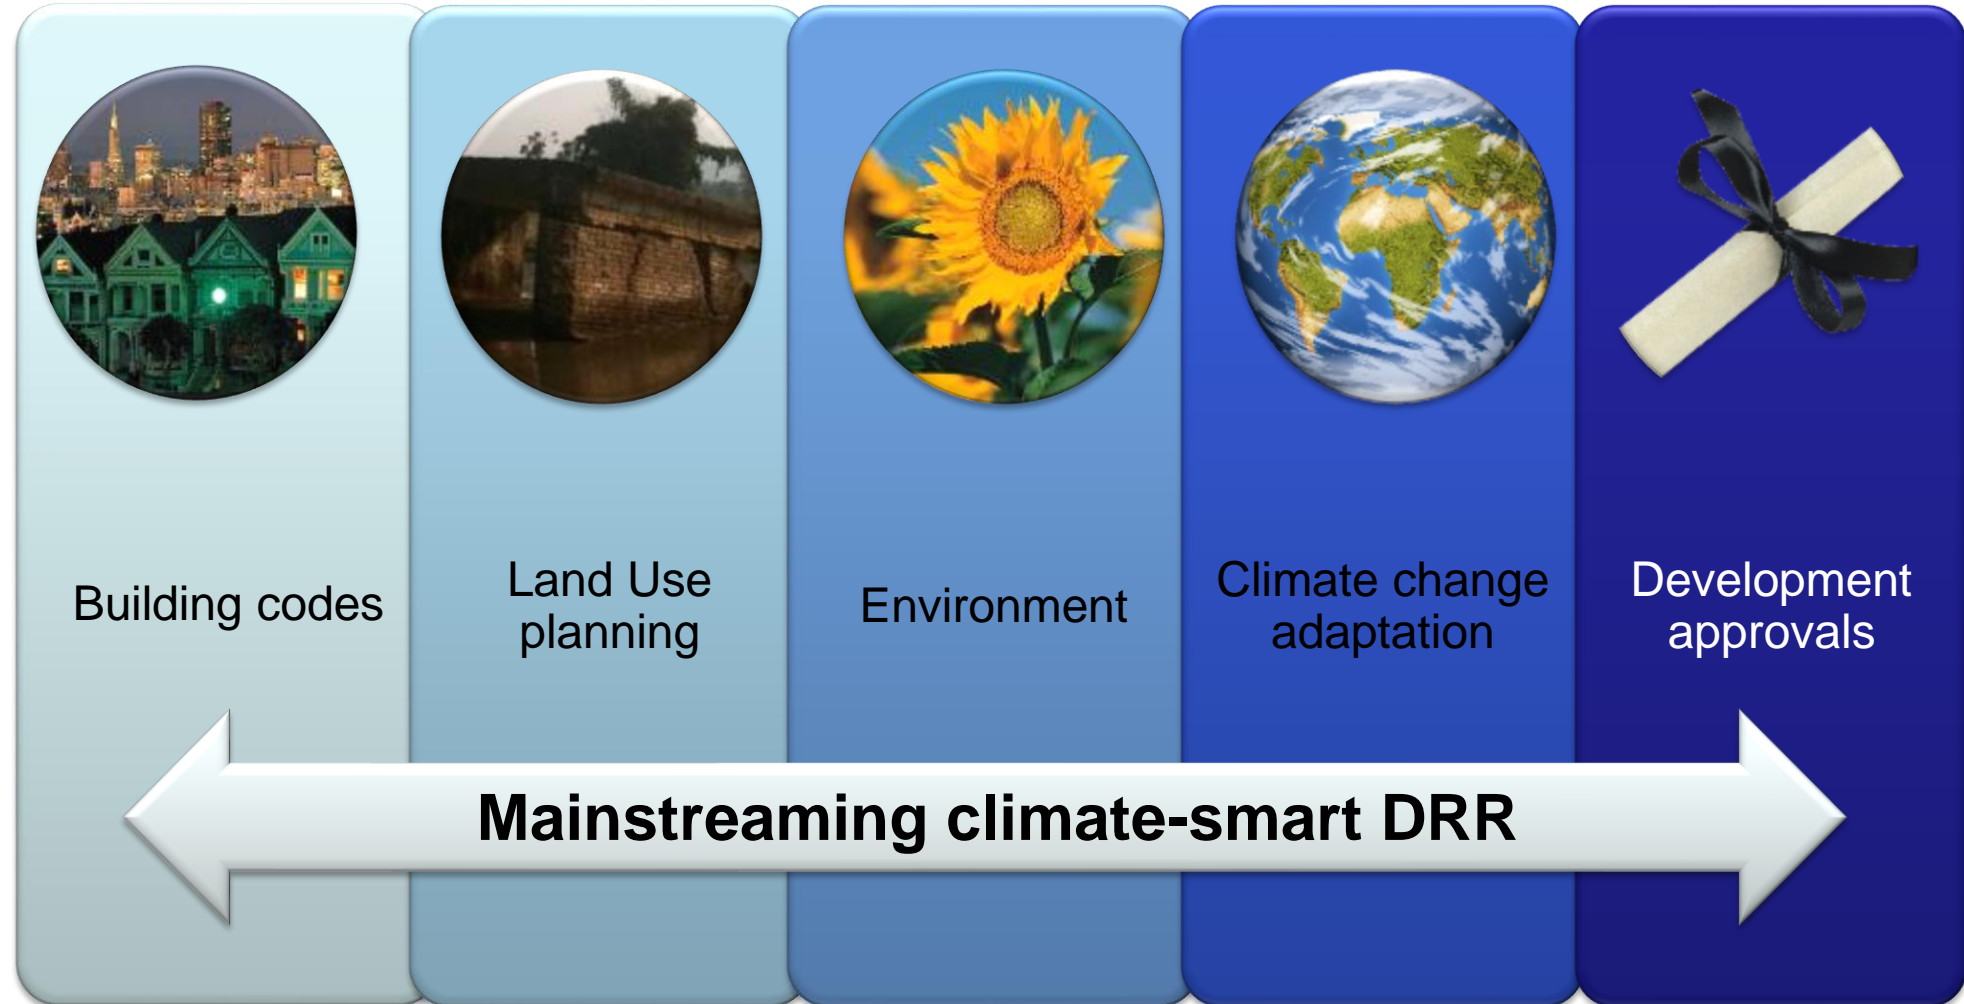 Building codes
Land Use
planning
Environment
Climate change
adaptation
Development
approvals
Mainstreaming climate-smart DRR